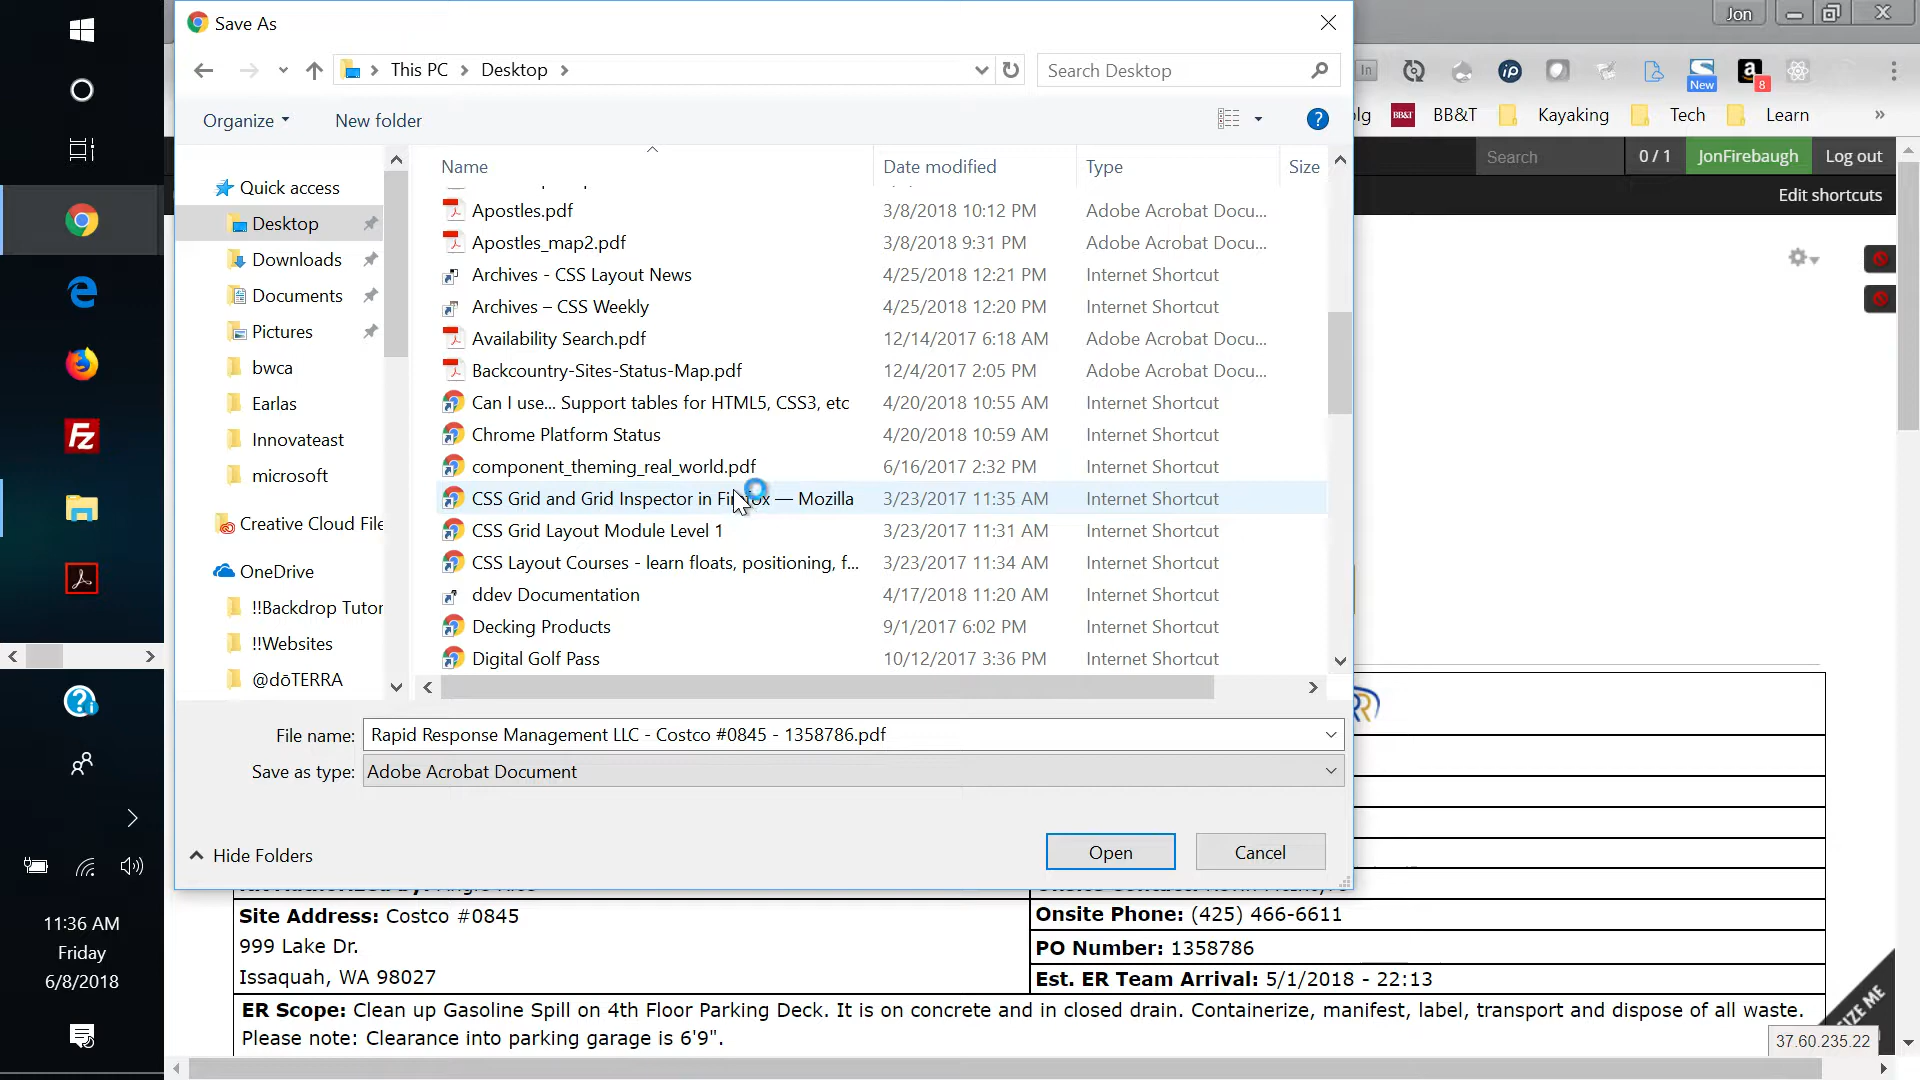 Save As
Jon
This PC
Desktop
Search Desktop
In
ip
New
8
Organize
New folder
?
lg
BB&T
BB&T
Kayaking
Tech
Learn
»
Name
Date modified
Type
Size
Search
0 / 1
JonFirebaugh
Log out
Edit shortcuts
Quick access
Desktop
Downloads
Documents
Pictures
bwca
Earlas
Innovateast
microsoft
Creative Cloud File
OneDrive
!!Backdrop Tutor
!!Websites
@dōTERRA
Apostles.pdf 3/8/2018 10:12 PM Adobe Acrobat Docu...
Apostles_map2.pdf 3/8/2018 9:31 PM Adobe Acrobat Docu...
Archives - CSS Layout News 4/25/2018 12:21 PM Internet Shortcut
Archives – CSS Weekly 4/25/2018 12:20 PM Internet Shortcut
Availability Search.pdf 12/14/2017 6:18 AM Adobe Acrobat Docu...
Backcountry-Sites-Status-Map.pdf 12/4/2017 2:05 PM Adobe Acrobat Docu...
Can I use... Support tables for HTML5, CSS3, etc 4/20/2018 10:55 AM Internet Shortcut
Chrome Platform Status 4/20/2018 10:59 AM Internet Shortcut
component_theming_real_world.pdf 6/16/2017 2:32 PM Internet Shortcut
CSS Grid and Grid Inspector in Firefox — Mozilla 3/23/2017 11:35 AM Internet Shortcut
CSS Grid Layout Module Level 1 3/23/2017 11:31 AM Internet Shortcut
CSS Layout Courses - learn floats, positioning, f... 3/23/2017 11:34 AM Internet Shortcut
ddev Documentation 4/17/2018 11:20 AM Internet Shortcut
Decking Products 9/1/2017 6:02 PM Internet Shortcut
Digital Golf Pass 10/12/2017 3:36 PM Internet Shortcut
File name: Rapid Response Management LLC - Costco #0845 - 1358786.pdf
Save as type: Adobe Acrobat Document
Hide Folders
Open
Cancel
Site Address: Costco #0845
999 Lake Dr.
Issaquah, WA 98027
Onsite Phone: (425) 466-6611
PO Number: 1358786
Est. ER Team Arrival: 5/1/2018 - 22:13
ER Scope: Clean up Gasoline Spill on 4th Floor Parking Deck. It is on concrete and in closed drain. Containerize, manifest, label, transport and dispose of all waste.
Please note: Clearance into parking garage is 6'9".
IZE ME
37.60.235.22
11:36 AM
Friday
6/8/2018